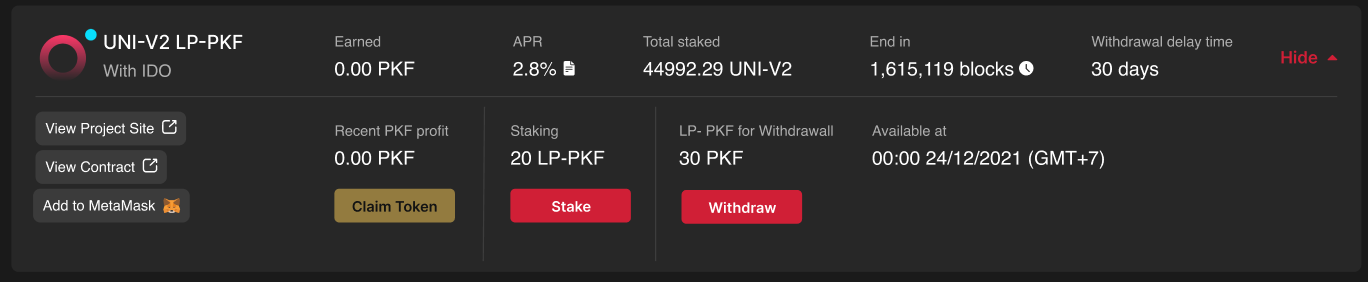 UNI-V2 LP-PKF
With IDO
Earned
0.00 PKF
APR
2.8%
Total staked
44992.29 UNI-V2
End in
1,615,119 blocks
Withdrawal delay time
30 days
Hide
View Project Site
View Contract
Add to MetaMask
Recent PKF profit
0.00 PKF
Claim Token
Staking
20 LP-PKF
Stake
LP- PKF for Withdrawall
30 PKF
Withdraw
Available at
00:00 24/12/2021 (GMT+7)